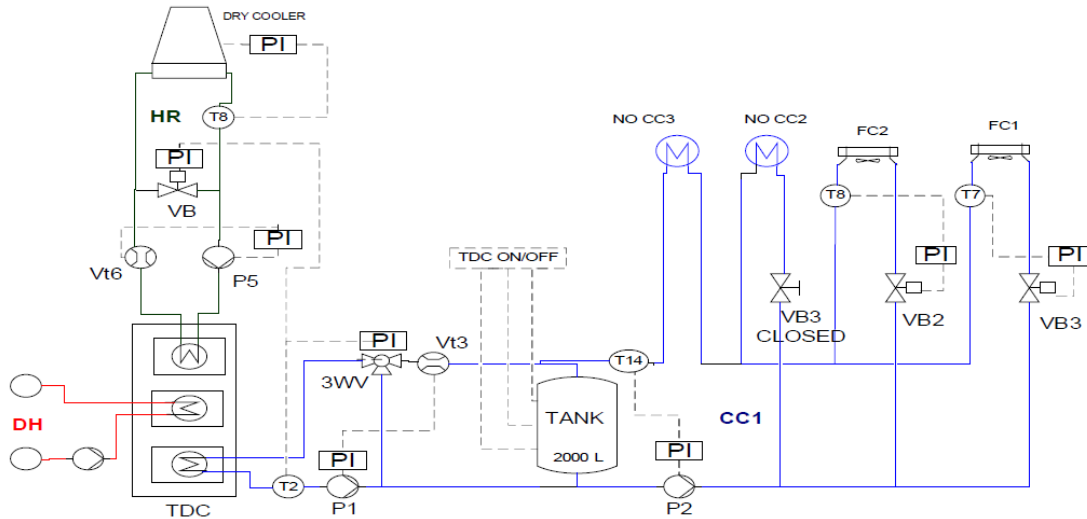 DRY COOLER
PI
HR
T8
PI
VB
PI
Vt6
P5
NO CC3
NO CC2
FC2
FC1
T8
T7
PI
PI
TDC ON/OFF
VB3
CLOSED
VB2
VB3
PI
Vt3
3WV
T14
TANK
2000 L
CC1
DH
PI
PI
T2
P1
P2
TDC